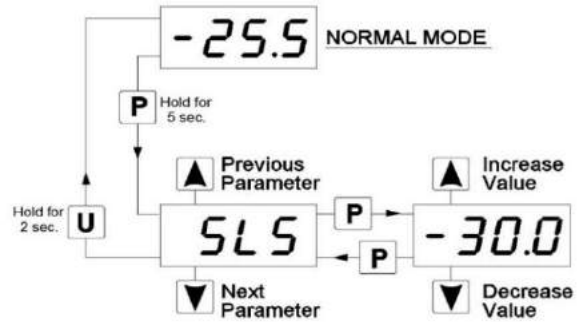 -25.5 NORMAL MODE
P Hold for
5 sec.
Previous
Parameter
Increase
Value
P
Hold for
2 sec.
U
SLS
-30.0
P
Next
Parameter
Decrease
Value